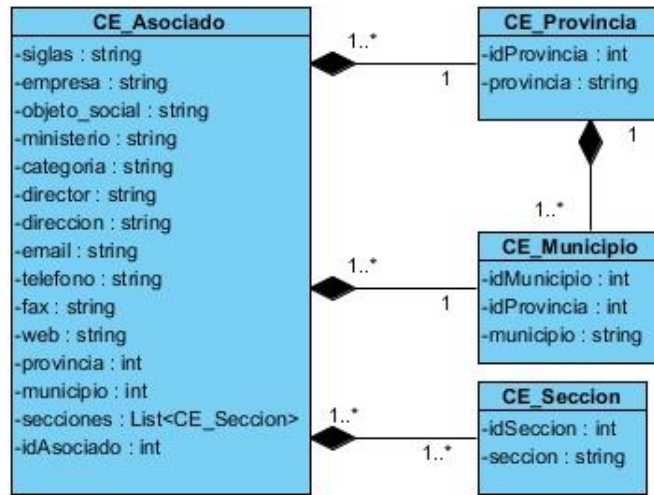 CE_Asociado
-siglas : string
-empresa : string
-objeto_social : string
-ministerio : string
-categoria : string
-director : string
-direccion : string
-email : string
-telefono : string
-fax : string
-web : string
-provincia : int
-municipio : int
-secciones : List<CE_Seccion>
-idAsociado : int
1..*
1
CE_Provincia
-idProvincia : int
-provincia : string
1
1..*
1..*
1
CE_Municipio
-idMunicipio : int
-idProvincia : int
-municipio : string
1..*
1..*
CE_Seccion
-idSeccion : int
-seccion : string